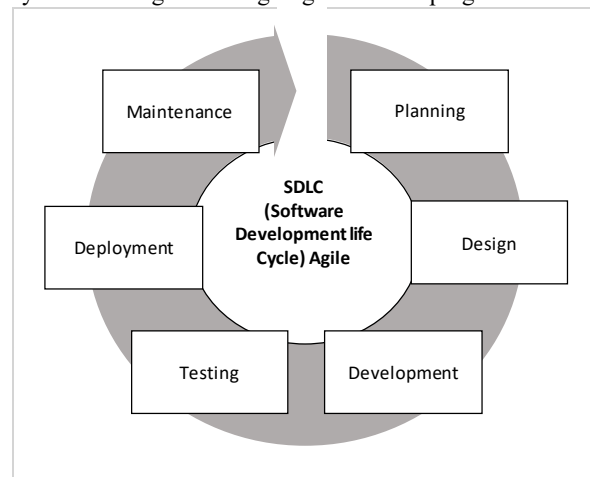 SDLC
(Software
Development life
Cycle) Agile
Planning
Design
Development
Testing
Deployment
Maintenance